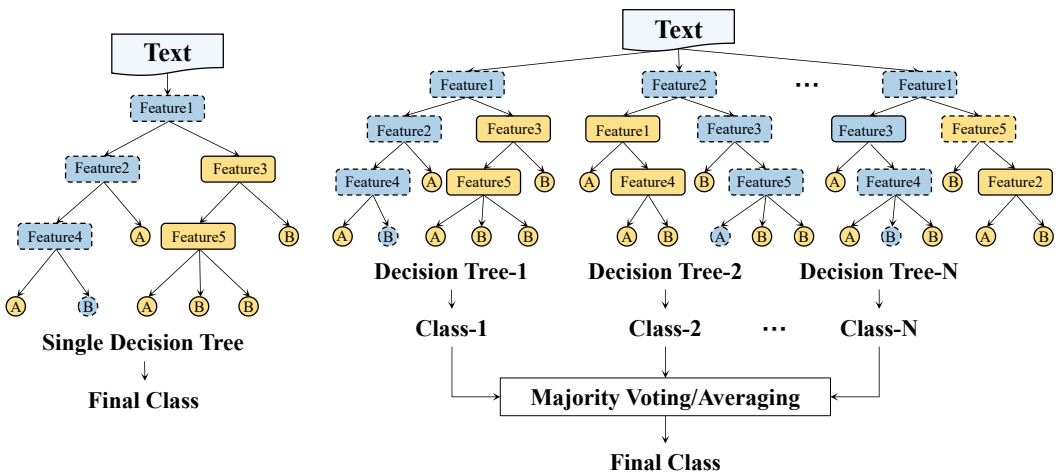 Text
Feature1
Feature2 Feature3
Feature4 A Feature5 B
A B A B B
Single Decision Tree
Final Class
Text
Feature1 Feature2 ... Feature1
Feature2 Feature3 Feature1 Feature3 Feature3 Feature5
Feature4 A Feature5 B A Feature4 B Feature5 A Feature4 B Feature2
A B A B B A B A B B A B B A B
Decision Tree-1 Decision Tree-2 Decision Tree-N
Class-1 Class-2 ... Class-N
Majority Voting/Averaging
Final Class